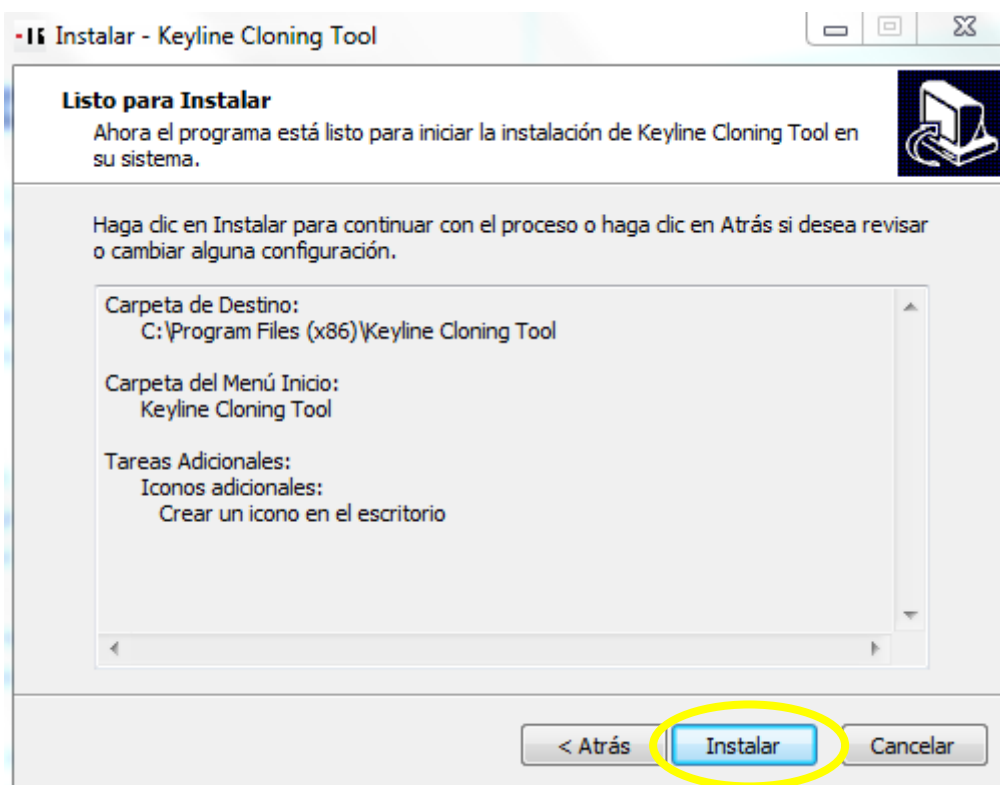 Instalar - Keyline Cloning Tool
Listo para Instalar
Ahora el programa está listo para iniciar la instalación de Keyline Cloning Tool en
su sistema.
Haga clic en Instalar para continuar con el proceso o haga clic en Atrás si desea revisar
o cambiar alguna configuración.
Carpeta de Destino:
C:\Program Files (x86)\Keyline Cloning Tool
Carpeta del Menú Inicio:
Keyline Cloning Tool
Tareas Adicionales:
Iconos adicionales:
Crear un icono en el escritorio
< Atrás Instalar Cancelar